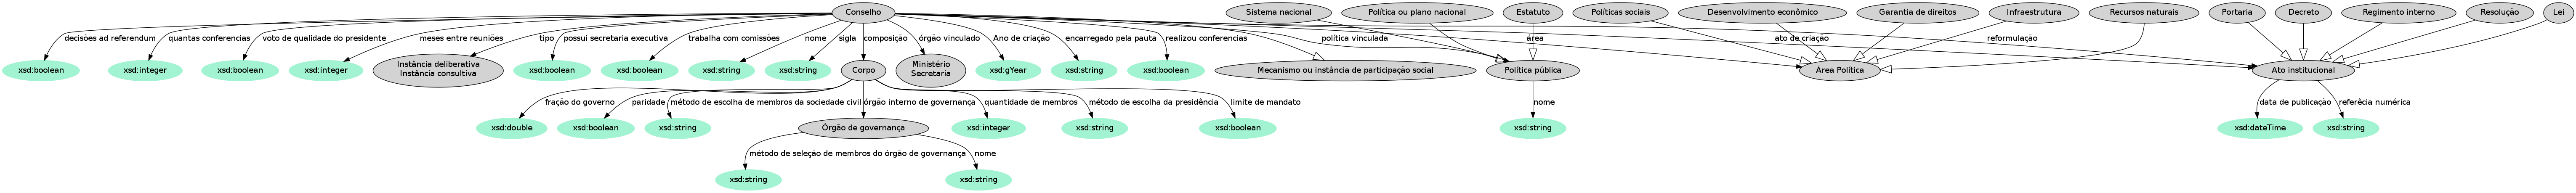 Conselho
Sistema nacional
Política ou plano nacional
Estatuto
Políticas sociais
Desenvolvimento econômico
Garantia de direitos
Infraestrutura
Recursos naturais
Portaria
Decreto
Regimento interno
Resolução
Lei
decisões ad referendum
quantas conferencias
voto de qualidade do presidente
meses entre reuniões
tipo
possui secretaria executiva
trabalha com comissões
nome
sigla
composição
órgão vinculado
Ano de criação
encarregado pela pauta
realizou conferencias
política vinculada
área
ato de criação
reformulação
xsd:boolean
xsd:integer
xsd:boolean
xsd:integer
Instância deliberativa
Instância consultiva
xsd:boolean
xsd:boolean
xsd:string
xsd:string
Corpo
Ministério
Secretaria
xsd:gYear
xsd:string
xsd:boolean
Mecanismo ou instância de participação social
Política pública
Área Política
Ato institucional
fração do governo
paridade
método de escolha de membros da sociedade civil
órgão interno de governança
quantidade de membros
método de escolha da presidência
limite de mandato
nome
data de publicação
referêcia numérica
xsd:double
xsd:boolean
xsd:string
Órgão de governança
xsd:integer
xsd:string
xsd:boolean
xsd:string
xsd:dateTime
xsd:string
método de seleção de membros do órgão de governança
nome
xsd:string
xsd:string